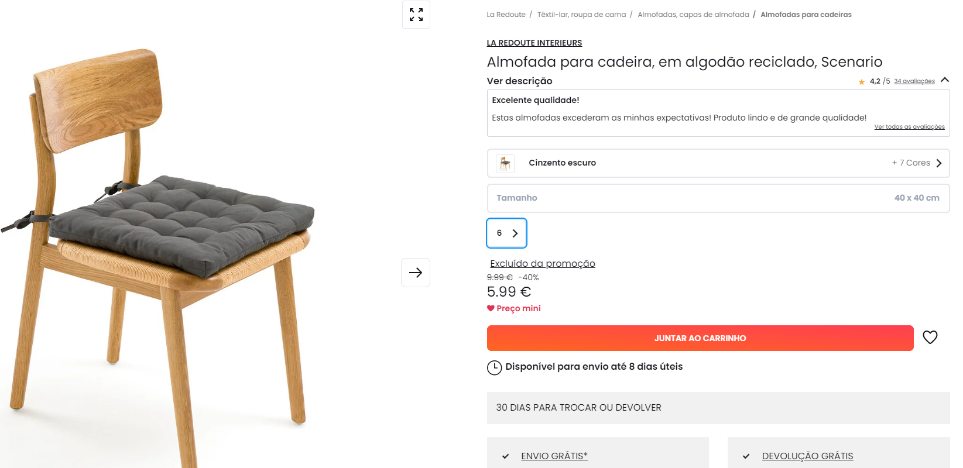 La Redoute / Têxtil-lar, roupa de cama / Almofadas, capas de almofada / Almofadas para cadeiras
LA REDOUTE INTERIEURS
Almofada para cadeira, em algodão reciclado, Scenario
Ver descrição
4,2 /5 34 avaliações
Excelente qualidade!
Estas almofadas excederam as minhas expectativas! Produto lindo e de grande qualidade!
Ver todas as avaliações
Cinzento escuro + 7 Cores
Tamanho 40 x 40 cm
6
Excluído da promoção
9.99 € -40%
5.99 €
Preço mini
JUNTAR AO CARRINHO
Disponível para envio até 8 dias úteis
30 DIAS PARA TROCAR OU DEVOLVER
ENVIO GRÁTIS*
DEVOLUÇÃO GRÁTIS